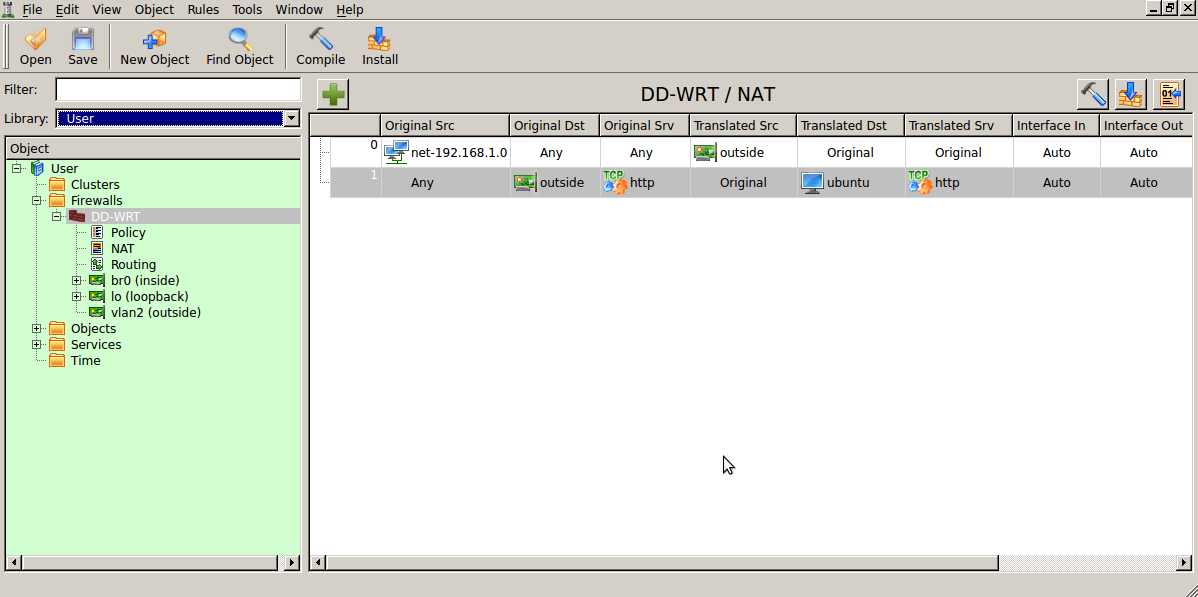 File Edit View Object Rules Tools Window Help
Open Save New Object Find Object Compile Install
Filter:
DD-WRT / NAT
Library: User
Object
Original Src Original Dst Original Srv Translated Src Translated Dst Translated Srv Interface In Interface Out
0 net-192.168.1.0 Any Any outside Original Original Auto Auto
1 Any outside TCP http Original ubuntu TCP http Auto Auto
User
Clusters
Firewalls
DD-WRT
Policy
NAT
Routing
br0 (inside)
lo (loopback)
vlan2 (outside)
Objects
Services
Time